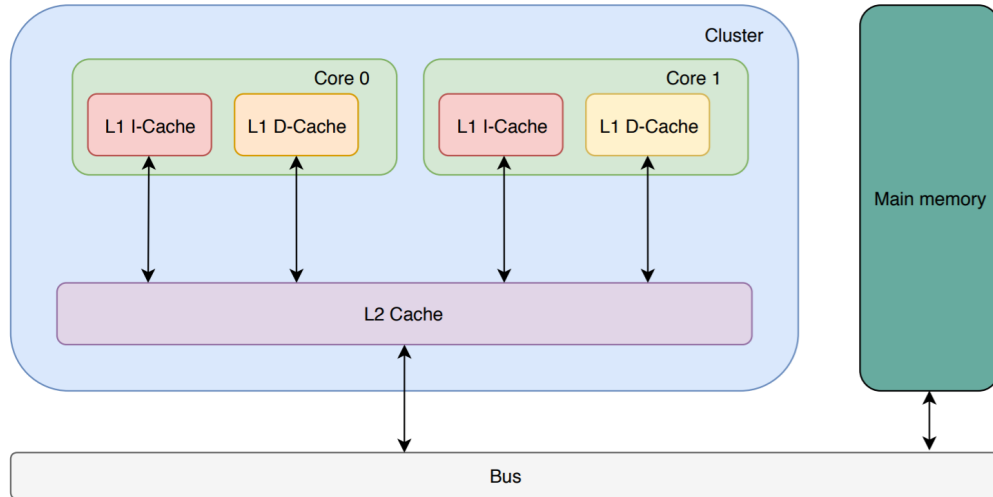 Cluster
Core 0
Core 1
L1 I-Cache
L1 D-Cache
L1 I-Cache
L1 D-Cache
Main memory
L2 Cache
Bus